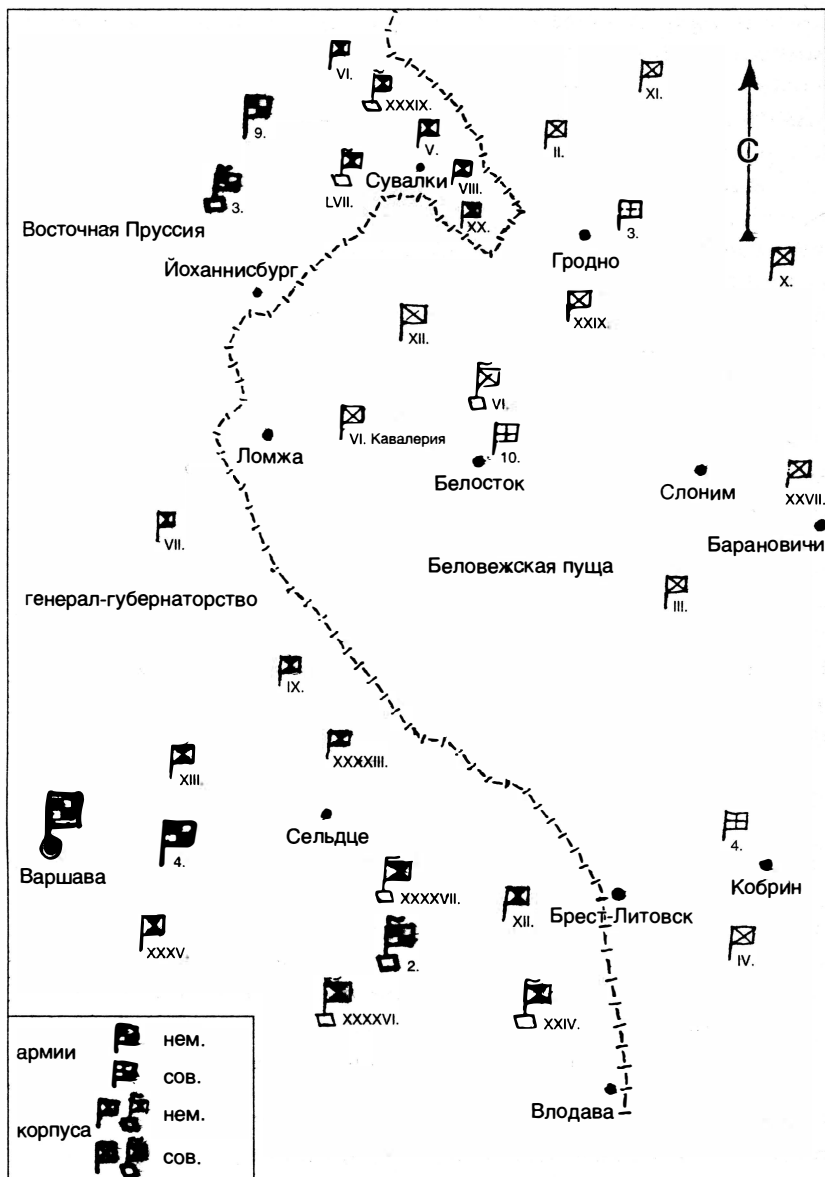 VI.
XXXIX.
XI.
9.
V.
II.
C
LVII.
Сувалки
VIII.
3.
XX.
3.
Восточная Пруссия
Гродно
X.
Йоханнисбург
XXIX.
XII.
VI.
VI. Кавалерия
Ломжа
10.
Белосток
Слоним
XXVII.
Барановичи
VII.
Беловежская пуща
III.
генерал-губернаторство
IX.
XXXXIII.
XIII.
Сельдце
4.
4.
Варшава
Кобрин
XXXXVII.
XII.
Брест-Литовск
XXXV.
IV.
2.
XXXXVI.
XXIV.
Влодава
армии
нем.
сов.
корпуса
нем.
сов.